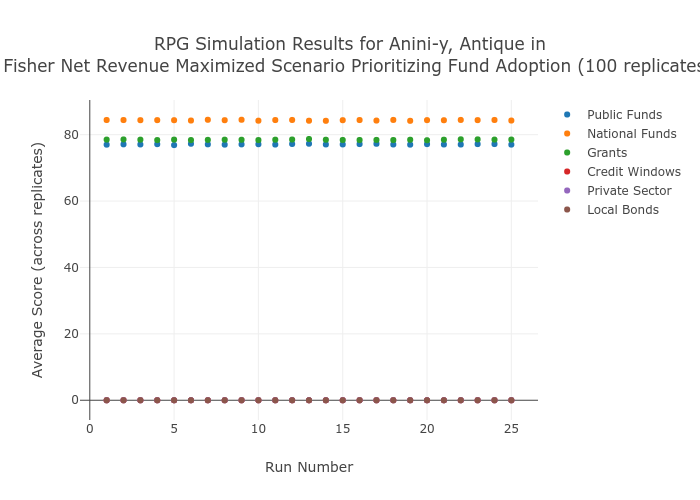 RPG Simulation Results for Anini-y, Antique in
Fisher Net Revenue Maximized Scenario Prioritizing Fund Adoption (100 replicates
Average Score (across replicates)
80
60
40
20
0
0
5
10
15
20
25
Run Number
Public Funds
National Funds
Grants
Credit Windows
Private Sector
Local Bonds